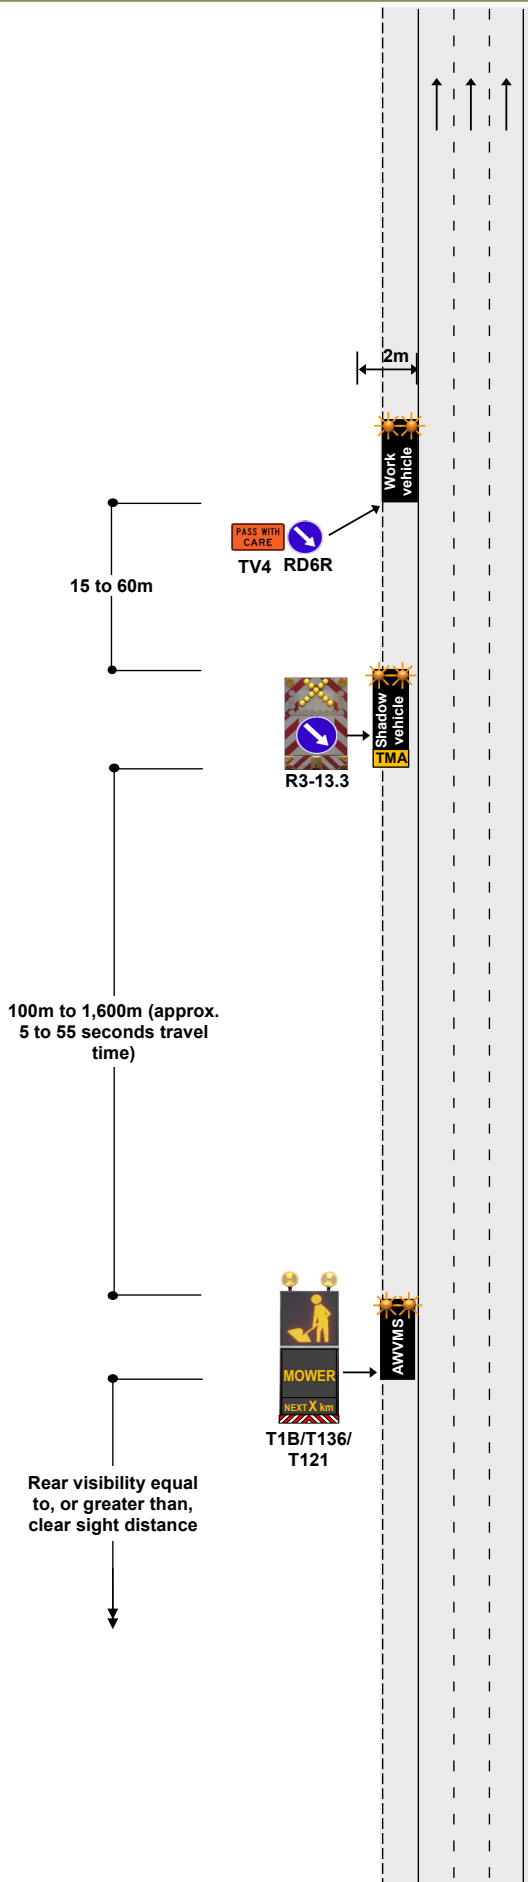 2m
Work
vehicle
PASS WITH
CARE
TV4 RD6R
15 to 60m
Shadow
vehicle
TMA
R3-13.3
100m to 1,600m (approx.
5 to 55 seconds travel
time)
AWVMS
MOWER
NEXT X km
T1B/T136/
T121
Rear visibility equal
to, or greater than,
clear sight distance